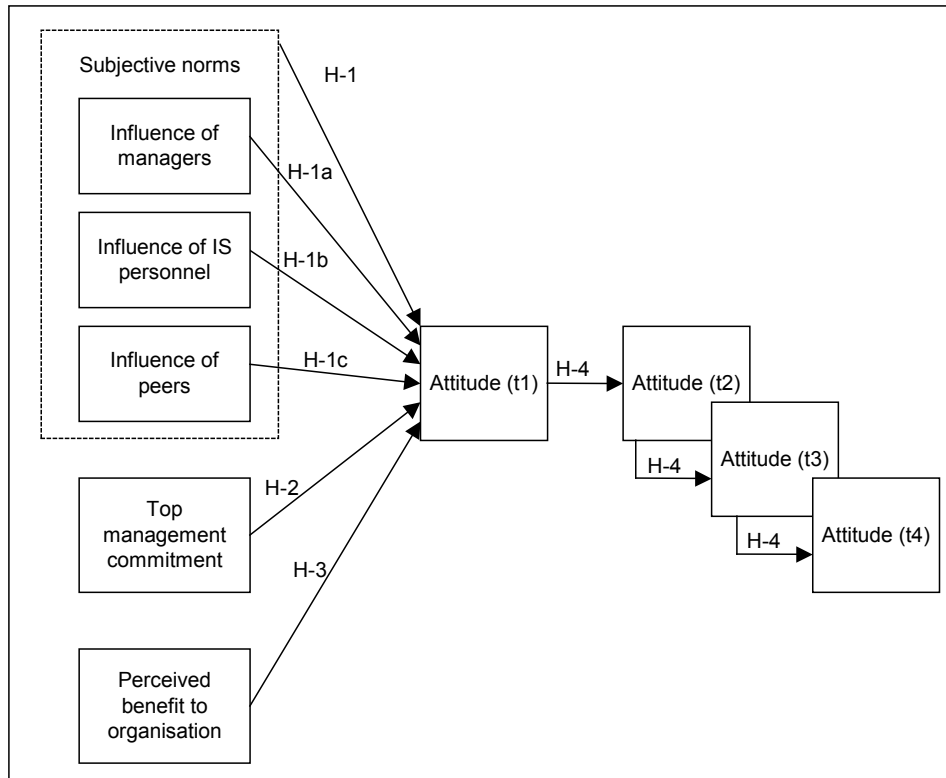 Subjective norms
H-1
Influence of
managers
H-1a
Influence of IS
personnel
H-1b
Influence of
peers
H-1c
Attitude (t1)
H-4
Attitude (t2)
H-4
Attitude (t3)
H-4
Attitude (t4)
Top
management
commitment
H-2
H-3
Perceived
benefit to
organisation